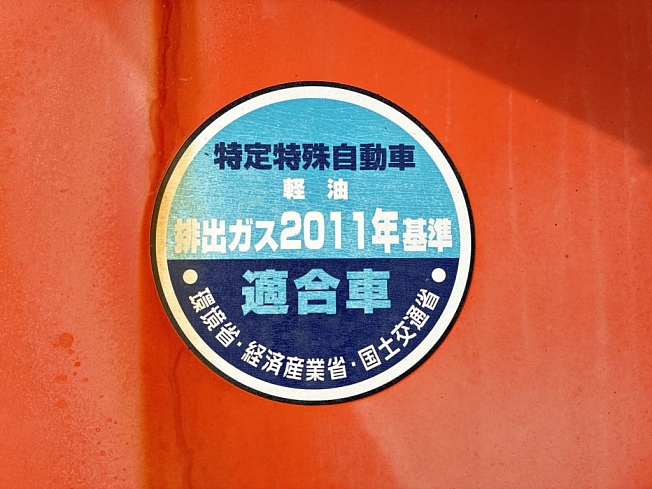 特定特殊自動車
軽油
排出ガス2011年基準
適合車
環境省・経済産業省・国土交通省